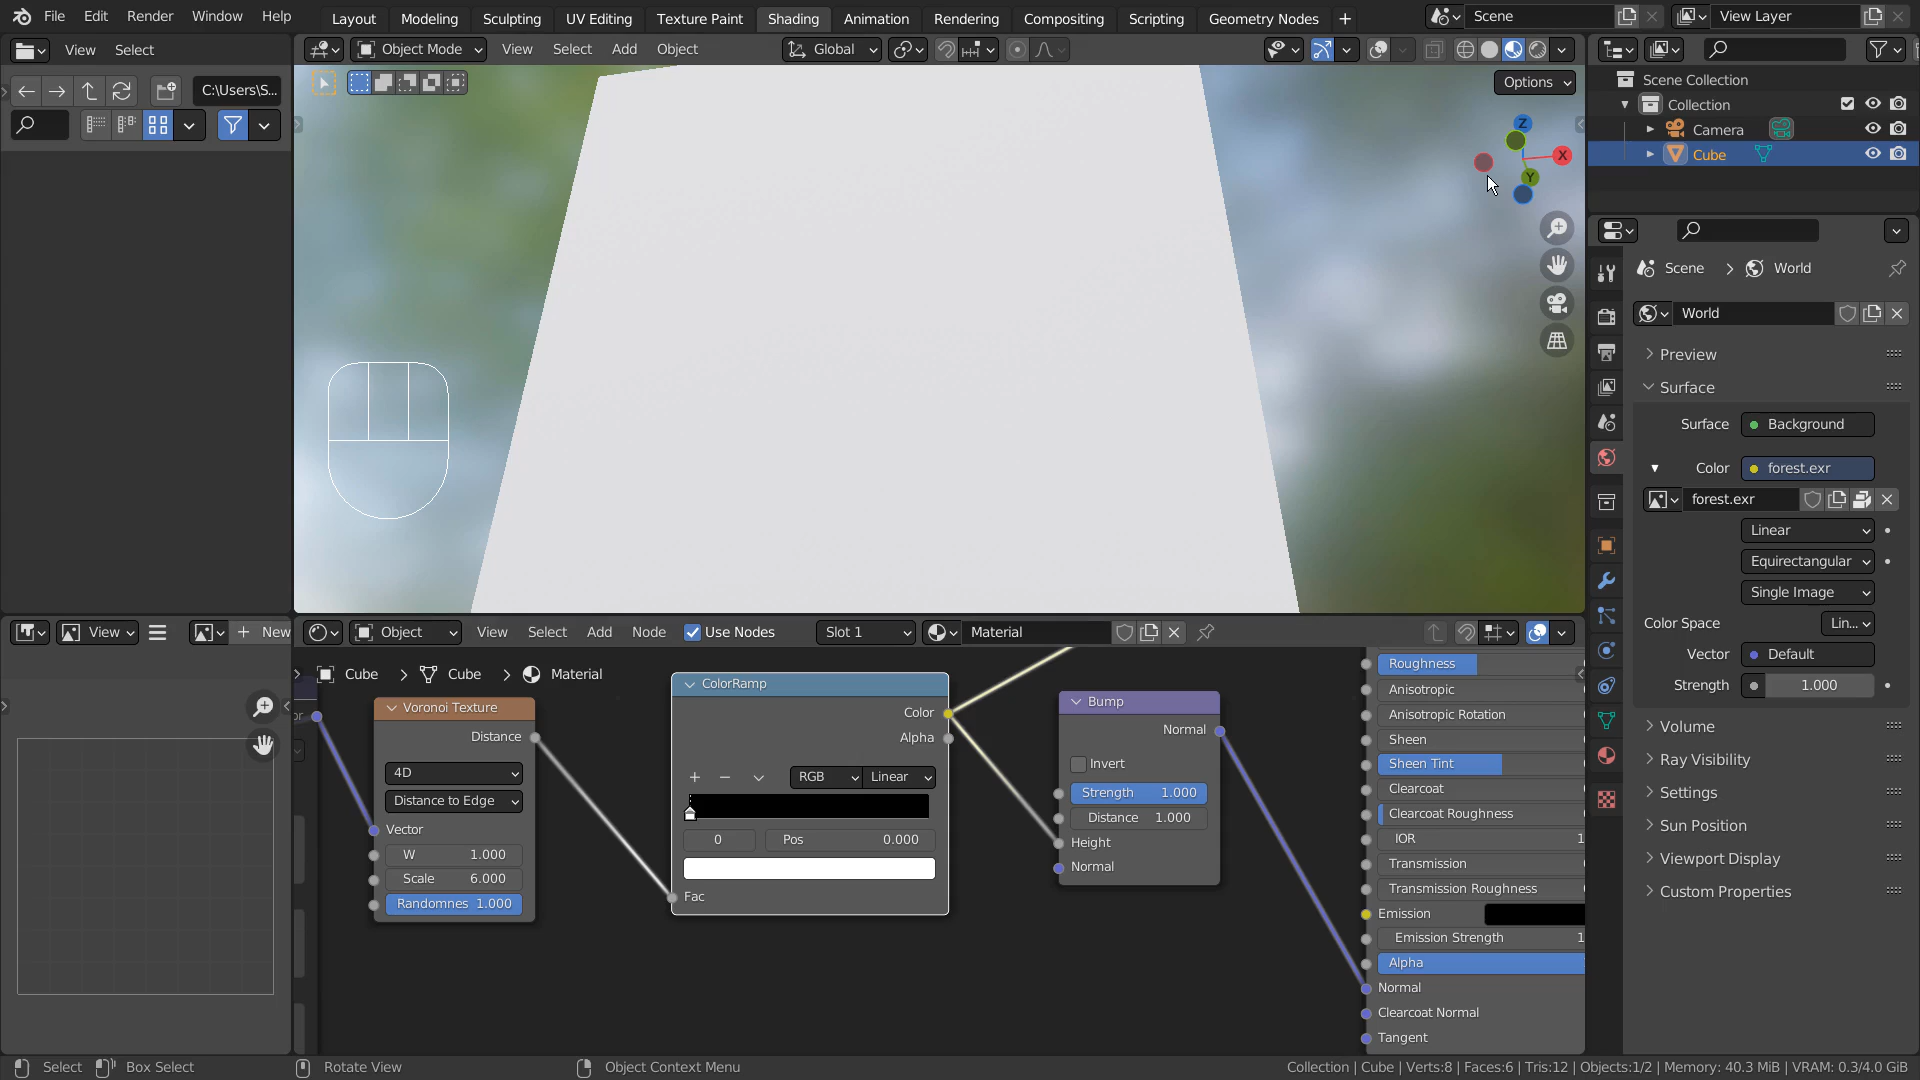 File Edit Render Window Help Layout Modeling Sculpting UV Editing Texture Paint Shading Animation Rendering Compositing Scripting Geometry Nodes + Scene View Layer
View Select Object Mode View Select Add Object Global
C:\Users\S...
Options
Z
X
Y
Scene Collection
Collection
Camera
Cube
Scene > World
World
Preview
Surface
Surface Background
Color forest.exr
forest.exr
Linear
Equirectangular
Single Image
Color Space Lin...
Vector Default
Strength 1.000
Volume
Ray Visibility
Settings
Sun Position
Viewport Display
Custom Properties
View + New
Object View Select Add Node Use Nodes Slot 1 Material
Cube > Cube > Material
Voronoi Texture
Distance
4D
Distance to Edge
Vector
W 1.000
Scale 6.000
Randomnes 1.000
ColorRamp
Color
Alpha
+ − RGB Linear
0 Pos 0.000
Fac
Bump
Normal
Invert
Strength 1.000
Distance 1.000
Height
Normal
Roughness
Anisotropic
Anisotropic Rotation
Sheen
Sheen Tint
Clearcoat
Clearcoat Roughness
IOR 1
Transmission
Transmission Roughness
Emission
Emission Strength 1
Alpha
Normal
Clearcoat Normal
Tangent
Select Box Select Rotate View Object Context Menu Collection | Cube | Verts:8 | Faces:6 | Tris:12 | Objects:1/2 | Memory: 40.3 MiB | VRAM: 0.3/4.0 GiB